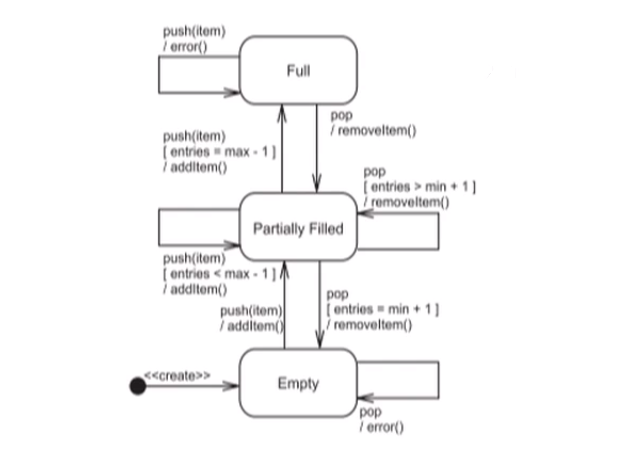 push(item)
/ error()
Full
pop
/ removeItem()
push(item)
[ entries = max - 1 ]
/ addItem()
pop
[ entries > min + 1 ]
/ removeItem()
Partially Filled
push(item)
[ entries < max - 1 ]
/ addItem()
pop
[ entries = min + 1 ]
/ removeItem()
push(item)
/ addItem()
<<create>>
Empty
pop
/ error()